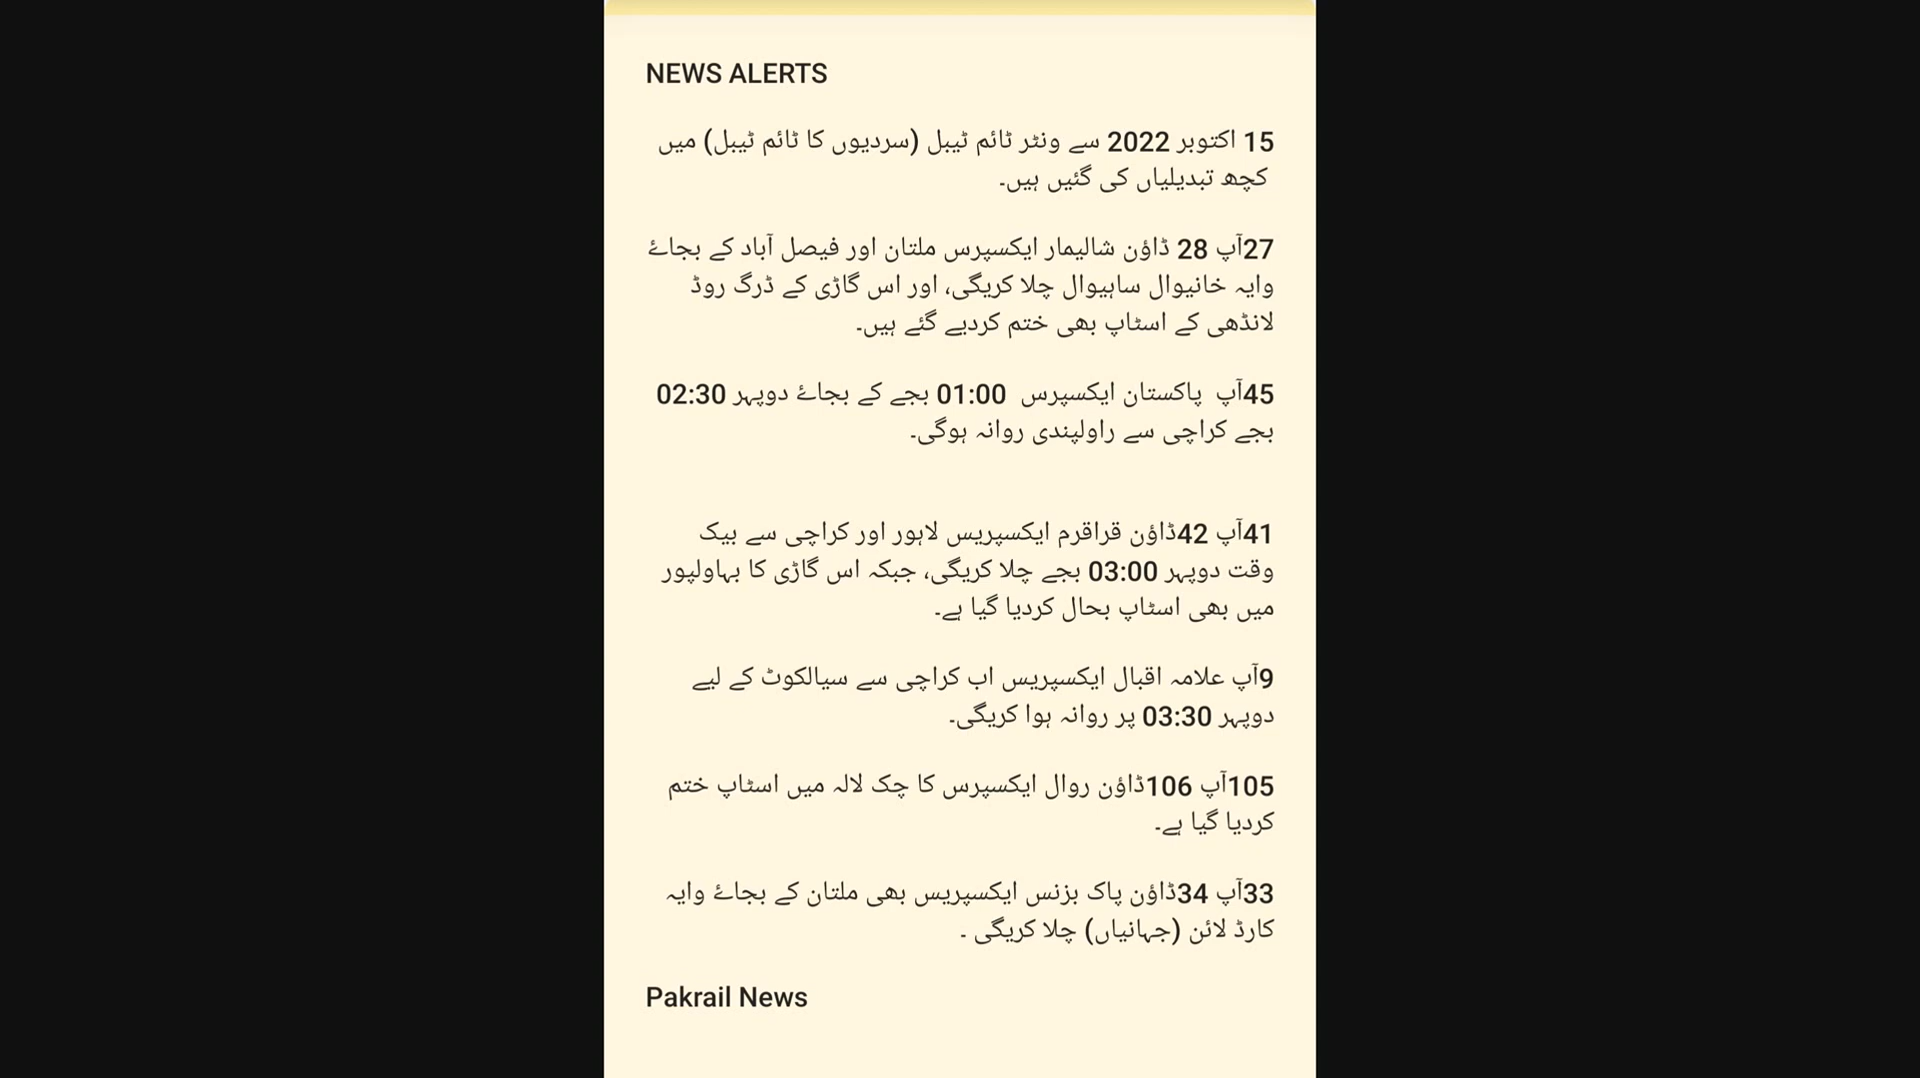 NEWS ALERTS
15 اکتوبر 2022 سے ونٹر ٹائم ٹیبل (سردیوں کا ٹائم ٹیبل) میں
کچھ تبدیلیاں کی گئیں ہیں۔
27آپ 28 ڈاؤن شالیمار ایکسپرس ملتان اور فیصل آباد کے بجاۓ
وایہ خانیوال ساہیوال چلا کریگی، اور اس گاڑی کے ڈرگ روڈ
لانڈھی کے اسٹاپ بھی ختم کردیے گئے ہیں۔
45آپ پاکستان ایکسپرس 01:00 بجے کے بجاۓ دوپہر 02:30
بجے کراچی سے راولپنڈی روانہ ہوگی۔
41آپ 42ڈاؤن قراقرم ایکسپریس لاہور اور کراچی سے بیک
وقت دوپہر 03:00 بجے چلا کریگی، جبکہ اس گاڑی کا بہاولپور
میں بھی اسٹاپ بحال کردیا گیا ہے۔
9آپ علامہ اقبال ایکسپریس اب کراچی سے سیالکوٹ کے لیے
دوپہر 03:30 پر روانہ ہوا کریگی۔
105آپ 106ڈاؤن روال ایکسپرس کا چک لالہ میں اسٹاپ ختم
کردیا گیا ہے۔
33آپ 34ڈاؤن پاک بزنس ایکسپریس بھی ملتان کے بجاۓ وایہ
کارڈ لائن (جہانیاں) چلا کریگی ۔
Pakrail News